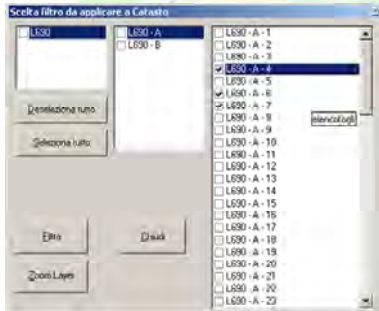 Scelta filtro da applicare a Catasto
L690
L690 - A
L690 - B
L690 - A - 1
L690 - A - 2
L690 - A - 3
L690 - A - 4
L690 - A - 5
L690 - A - 6
L690 - A - 7
L690 - A - 8
L690 - A - 9
L690 - A - 10
L690 - A - 11
L690 - A - 12
L690 - A - 13
L690 - A - 14
L690 - A - 15
L690 - A - 16
L690 - A - 17
L690 - A - 18
L690 - A - 19
L690 - A - 20
L690 - A - 21
L690 - A - 22
L690 - A - 23
elencofogli
Deseleziona tutto
Seleziona tutto
Filtra
Chiudi
Zoom Layer